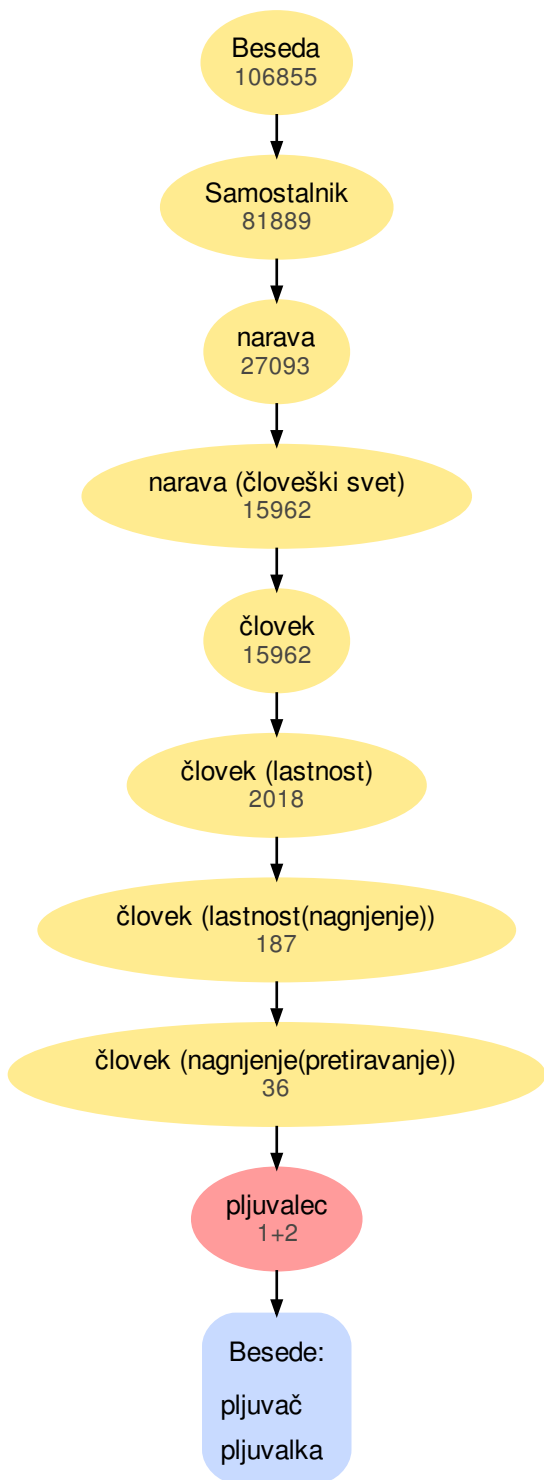 Beseda
106855
Samostalnik
81889
narava
27093
narava (človeški svet)
15962
človek
15962
človek (lastnost)
2018
človek (lastnost(nagnjenje))
187
človek (nagnjenje(pretiravanje))
36
pljuvalec
1+2
Besede:
pljuvač
pljuvalka